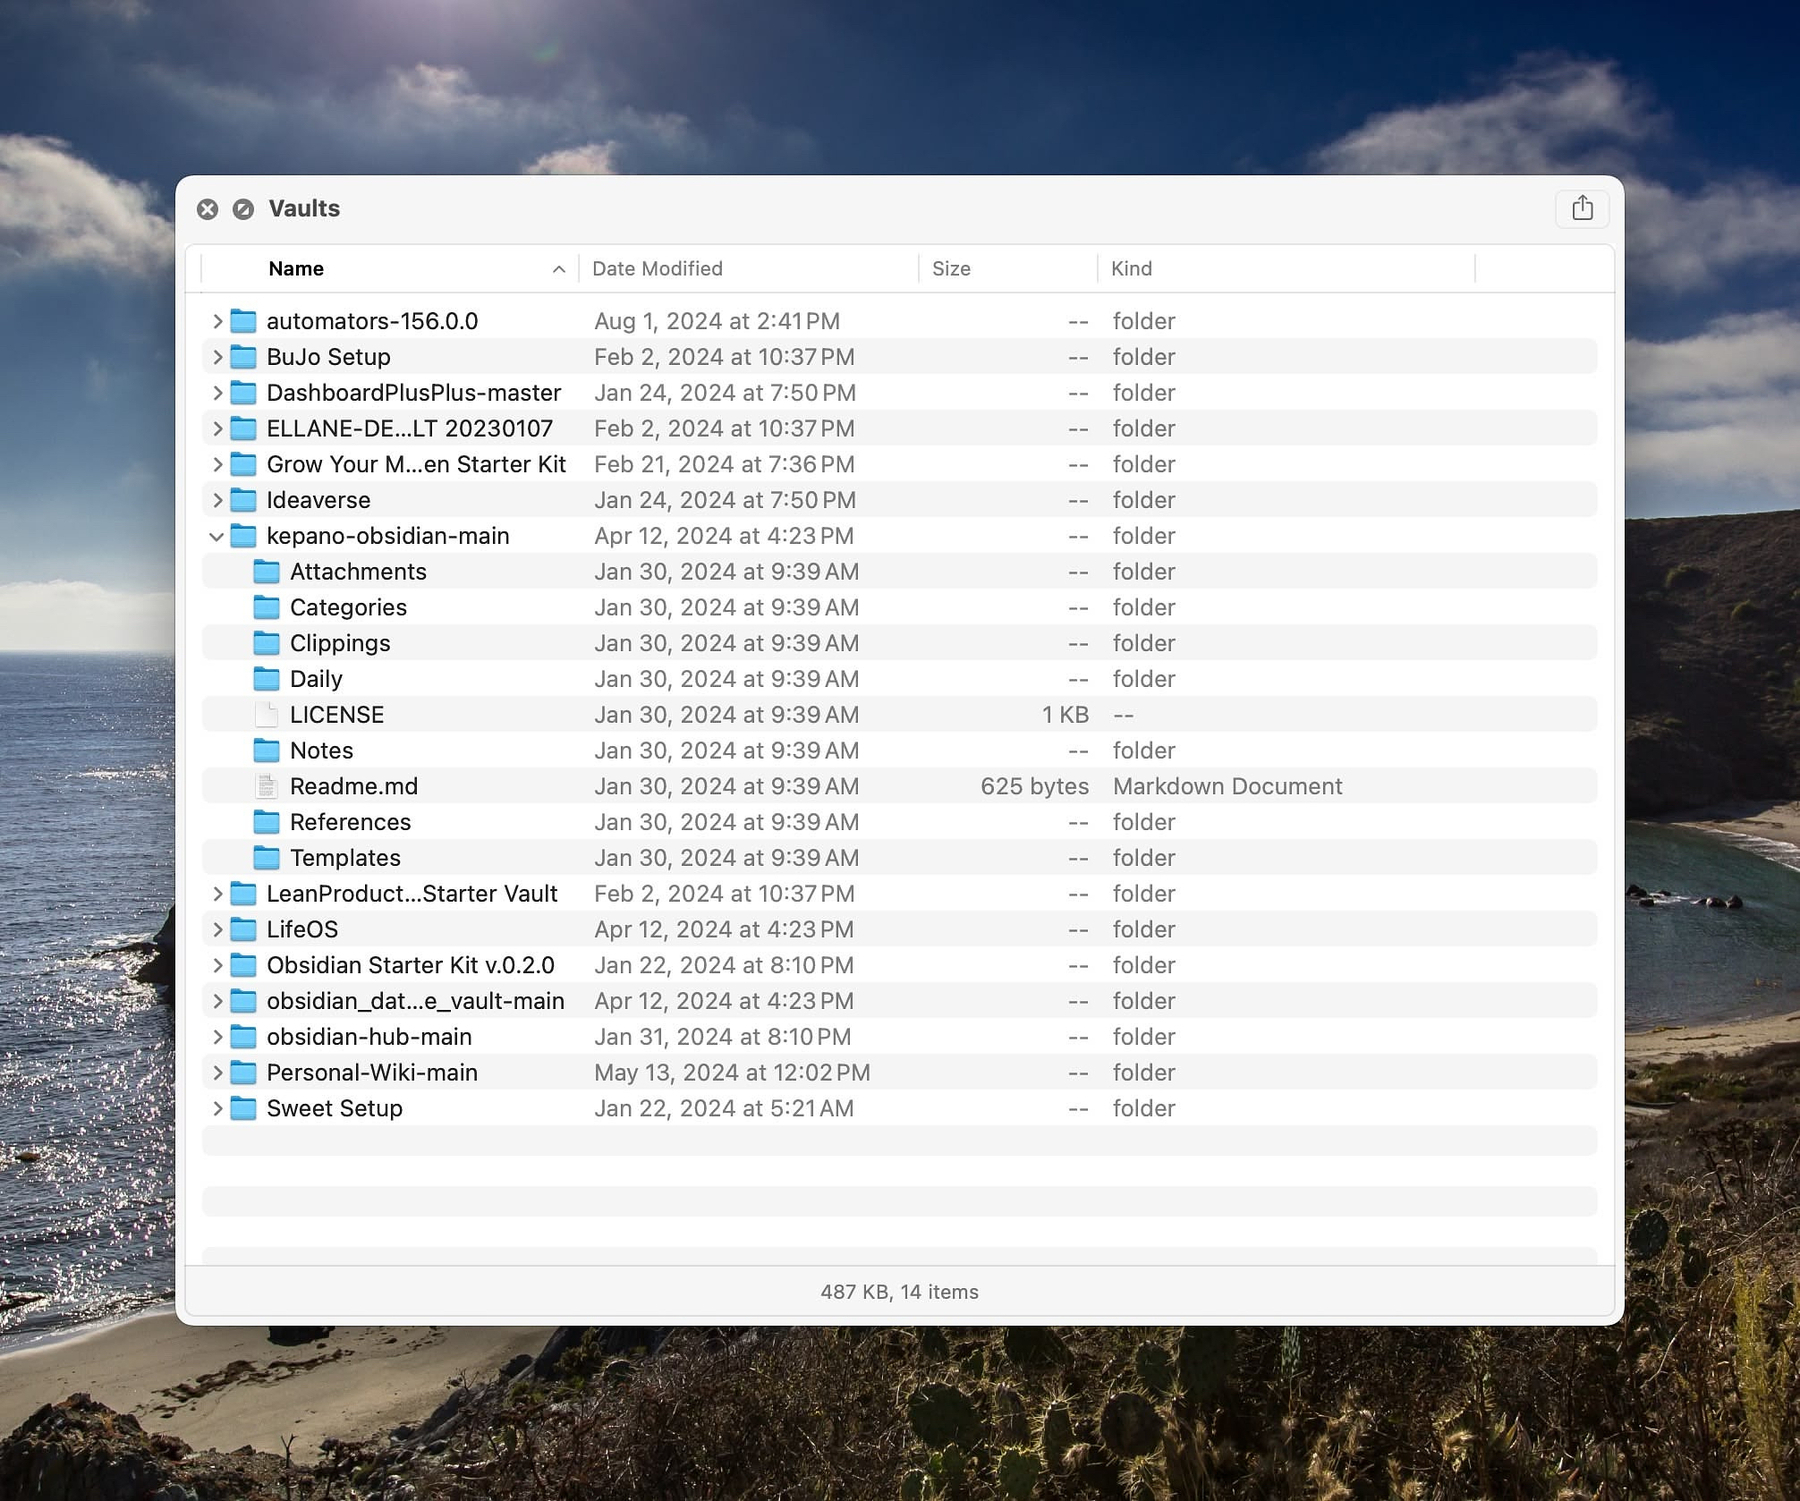 Vaults
Name Date Modified Size Kind
automators-156.0.0 Aug 1, 2024 at 2:41 PM -- folder
BuJo Setup Feb 2, 2024 at 10:37 PM -- folder
DashboardPlusPlus-master Jan 24, 2024 at 7:50 PM -- folder
ELLANE-DE...LT 20230107 Feb 2, 2024 at 10:37 PM -- folder
Grow Your M...en Starter Kit Feb 21, 2024 at 7:36 PM -- folder
Ideaverse Jan 24, 2024 at 7:50 PM -- folder
kepano-obsidian-main Apr 12, 2024 at 4:23 PM -- folder
Attachments Jan 30, 2024 at 9:39 AM -- folder
Categories Jan 30, 2024 at 9:39 AM -- folder
Clippings Jan 30, 2024 at 9:39 AM -- folder
Daily Jan 30, 2024 at 9:39 AM -- folder
LICENSE Jan 30, 2024 at 9:39 AM 1 KB --
Notes Jan 30, 2024 at 9:39 AM -- folder
Readme.md Jan 30, 2024 at 9:39 AM 625 bytes Markdown Document
References Jan 30, 2024 at 9:39 AM -- folder
Templates Jan 30, 2024 at 9:39 AM -- folder
LeanProduct...Starter Vault Feb 2, 2024 at 10:37 PM -- folder
LifeOS Apr 12, 2024 at 4:23 PM -- folder
Obsidian Starter Kit v.0.2.0 Jan 22, 2024 at 8:10 PM -- folder
obsidian_dat...e_vault-main Apr 12, 2024 at 4:23 PM -- folder
obsidian-hub-main Jan 31, 2024 at 8:10 PM -- folder
Personal-Wiki-main May 13, 2024 at 12:02 PM -- folder
Sweet Setup Jan 22, 2024 at 5:21 AM -- folder
487 KB, 14 items